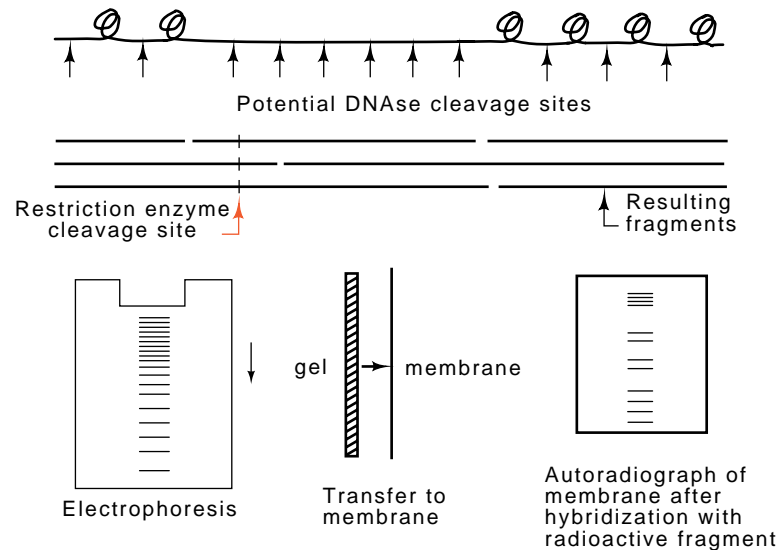 Potential DNAse cleavage sites
Restriction enzyme
cleavage site
Resulting
fragments
gel
membrane
Electrophoresis
Transfer to
membrane
Autoradiograph of
membrane after
hybridization with
radioactive fragment